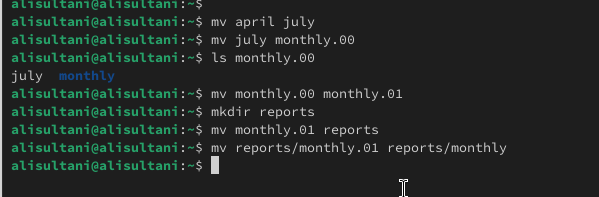 alisultani@alisultani:~$
alisultani@alisultani:~$ mv april july
alisultani@alisultani:~$ mv july monthly.00
alisultani@alisultani:~$ ls monthly.00
july  monthly
alisultani@alisultani:~$ mv monthly.00 monthly.01
alisultani@alisultani:~$ mkdir reports
alisultani@alisultani:~$ mv monthly.01 reports
alisultani@alisultani:~$ mv reports/monthly.01 reports/monthly
alisultani@alisultani:~$